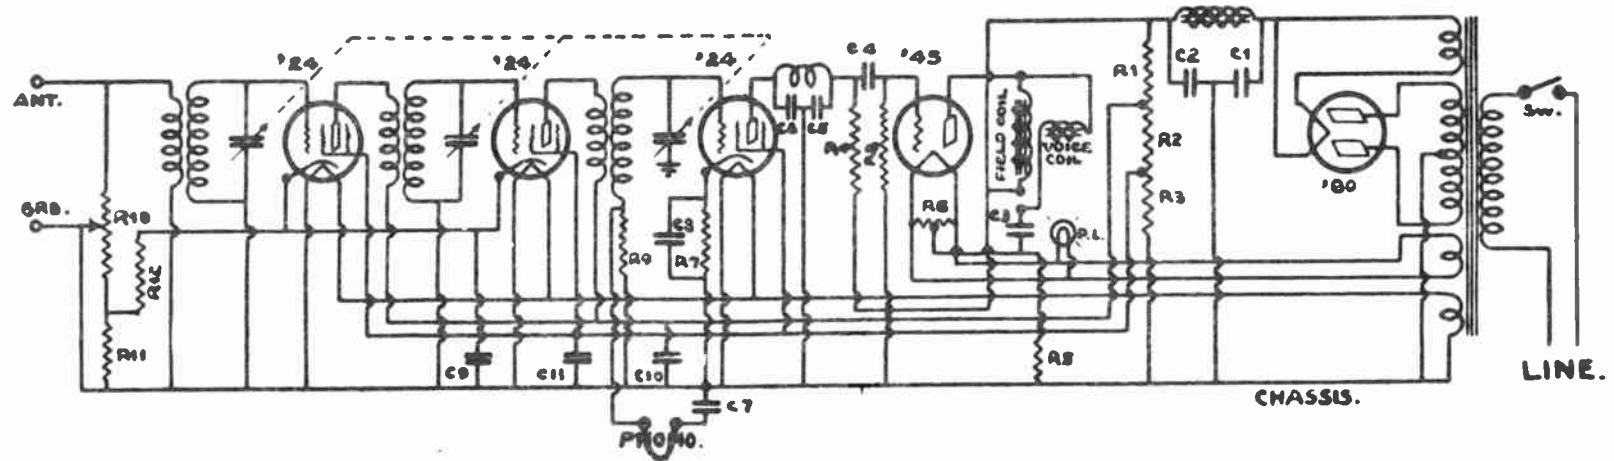 '24
'24
'24
C4
'45
C2
C1
R1
ANT.
C6
C5
R4
R5
FIELD COIL
VOICE
COIL
R2
SW.
'80
R3
GRD.
R10
R6
C8
C3
P.L.
R12
R9
R7
R11
C9
C11
C10
R8
LINE.
CHASSIS.
C7
PHONO.